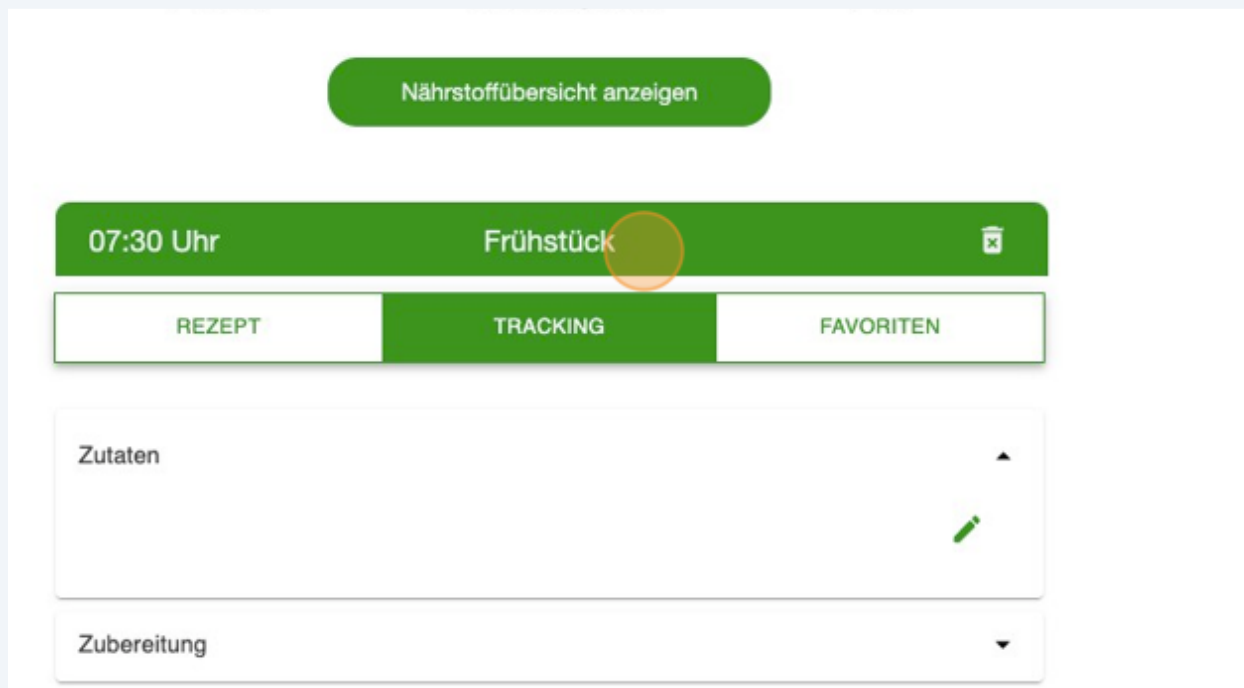 Nährstoffübersicht anzeigen
07:30 Uhr Frühstück
REZEPT TRACKING FAVORITEN
Zutaten
Zubereitung